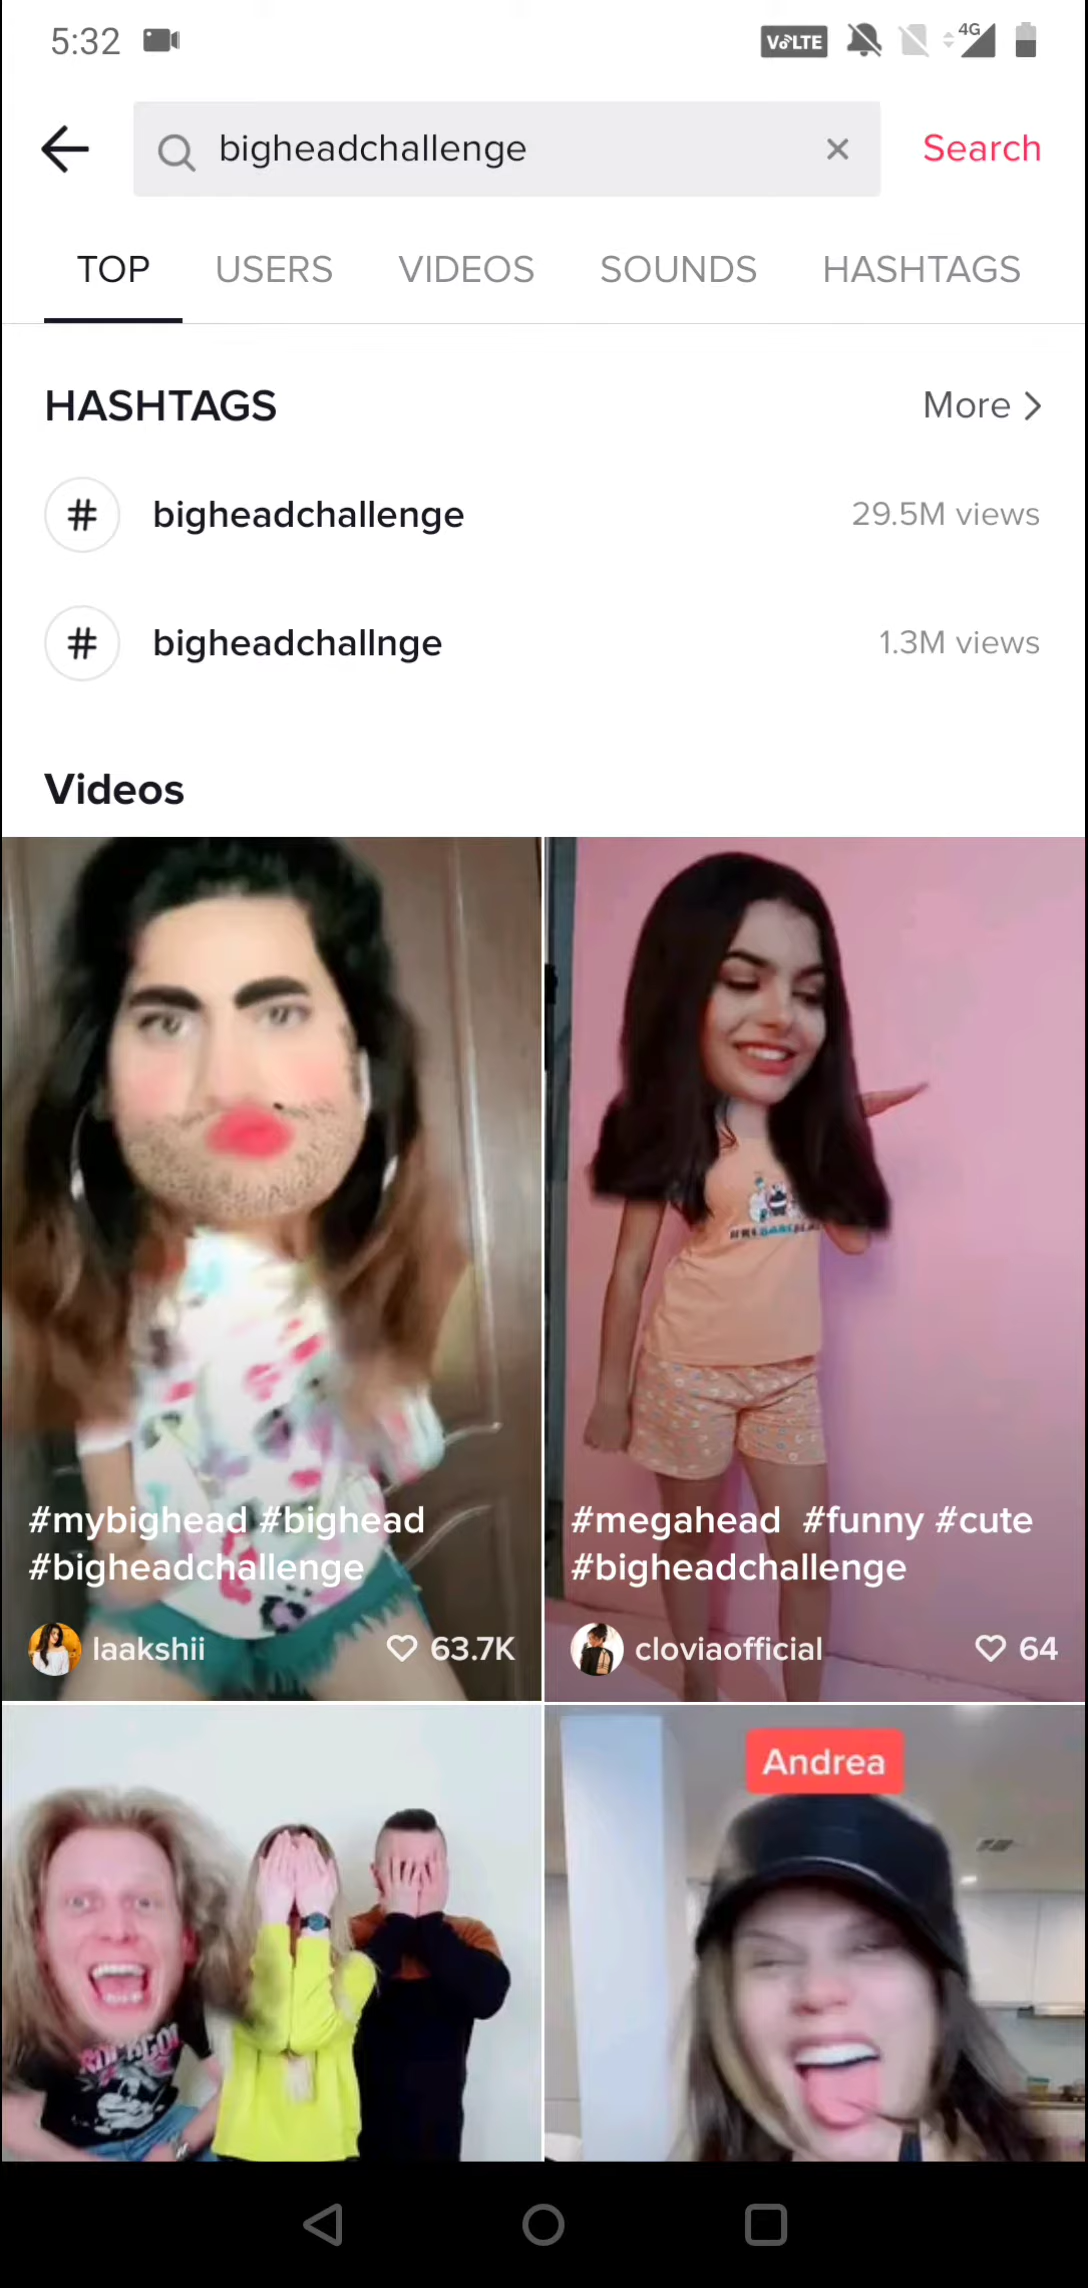 5:32
VoLTE
4G
bigheadchallenge
Search
TOP USERS VIDEOS SOUNDS HASHTAGS
HASHTAGS
More
# bigheadchallenge 29.5M views
# bigheadchallnge 1.3M views
Videos
#mybighead #bighead
#bigheadchallenge
laakshii 63.7K
#megahead #funny #cute
#bigheadchallenge
cloviaofficial 64
Andrea